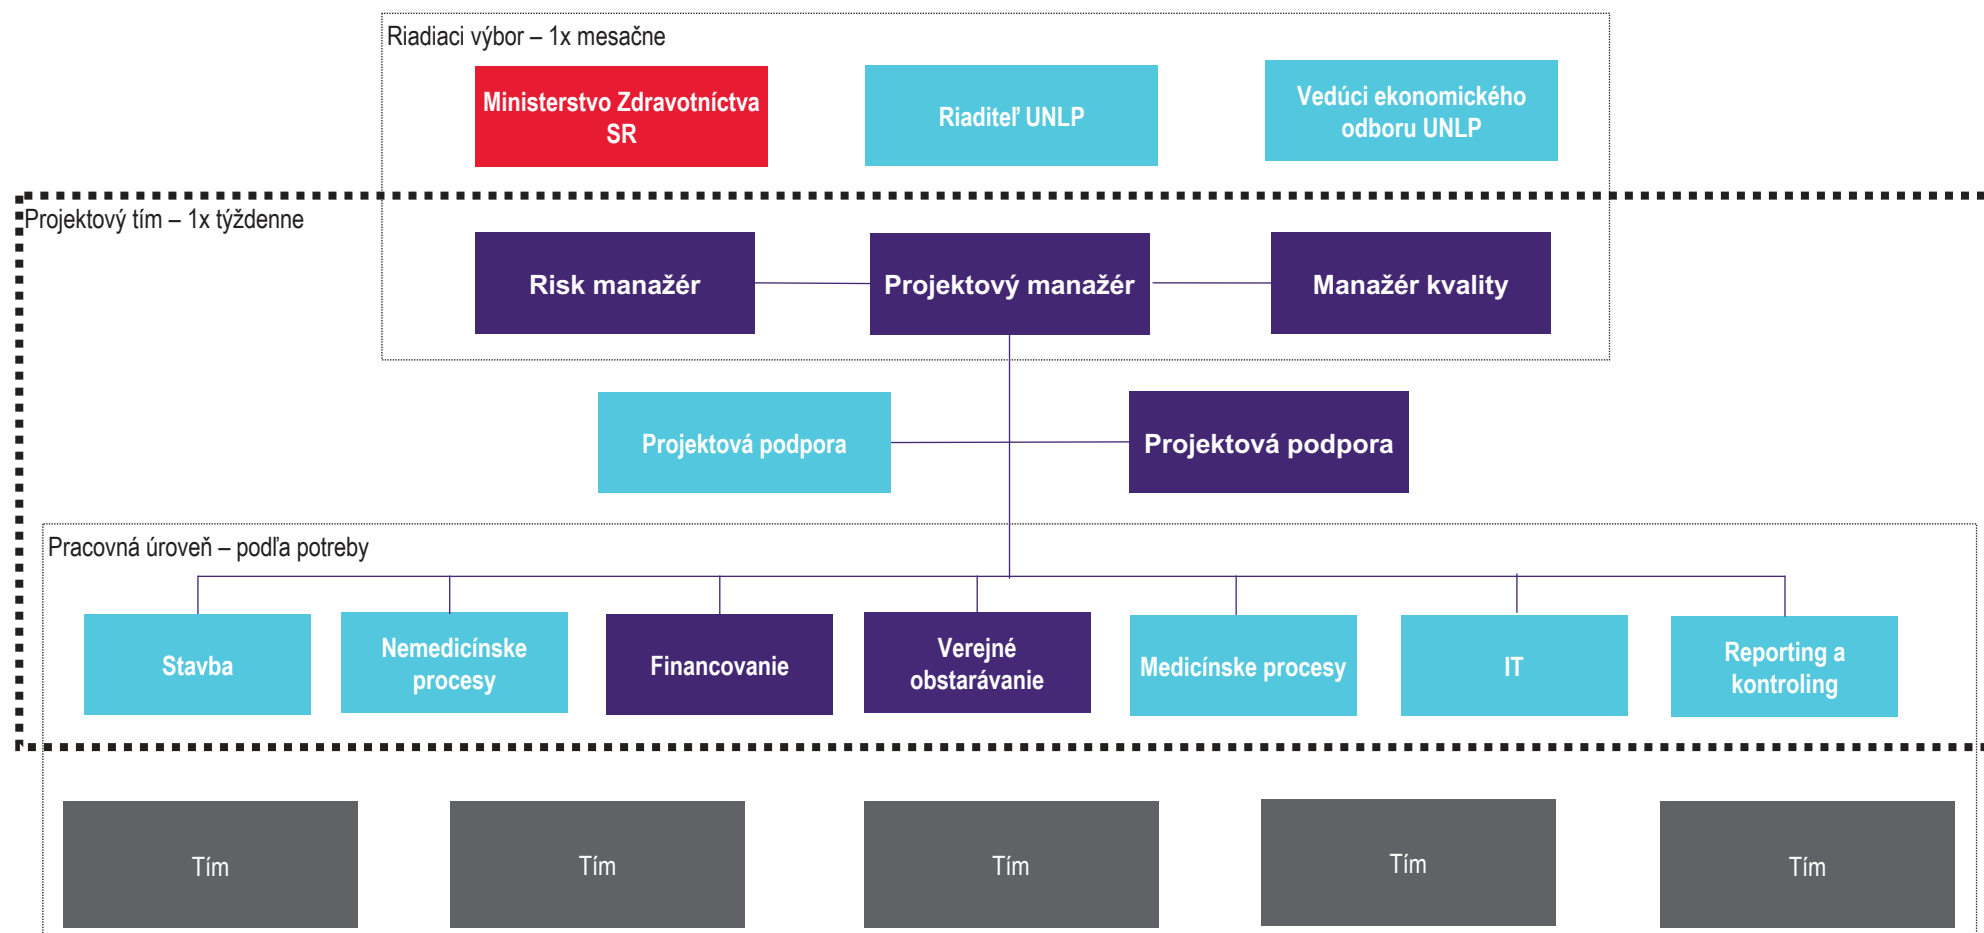 Riadiaci výbor – 1x mesačne
Ministerstvo Zdravotníctva
SR
Riaditeľ UNLP
Vedúci ekonomického
odboru UNLP
Projektový tím – 1x týždenne
Risk manažér
Projektový manažér
Manažér kvality
Projektová podpora
Projektová podpora
Pracovná úroveň – podľa potreby
Stavba
Nemedicínske
procesy
Financovanie
Verejné
obstarávanie
Medicínske procesy
IT
Reporting a
kontroling
Tím
Tím
Tím
Tím
Tím